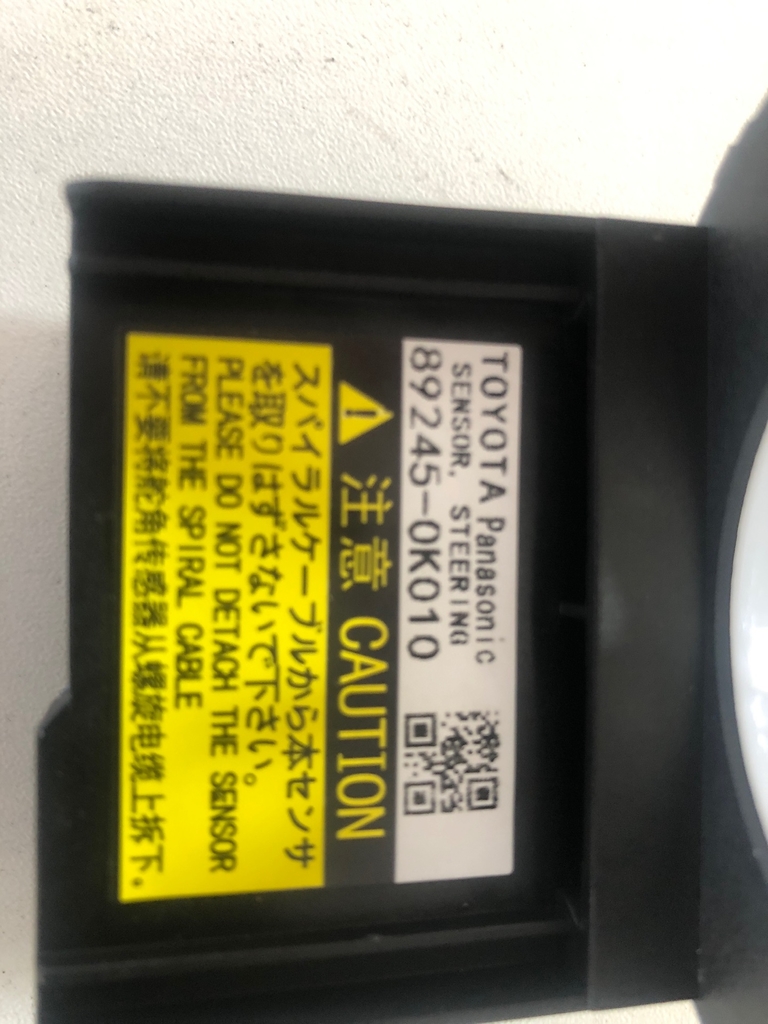 TOYOTA Panasonic
SENSOR, STEERING
89245-0K010
注意 CAUTION
スパイラルケーブルから本センサ
を取りはずさないで下さい。
PLEASE DO NOT DETACH THE SENSOR
FROM THE SPIRAL CABLE
请不要将舵角传感器从螺旋电缆上拆下。